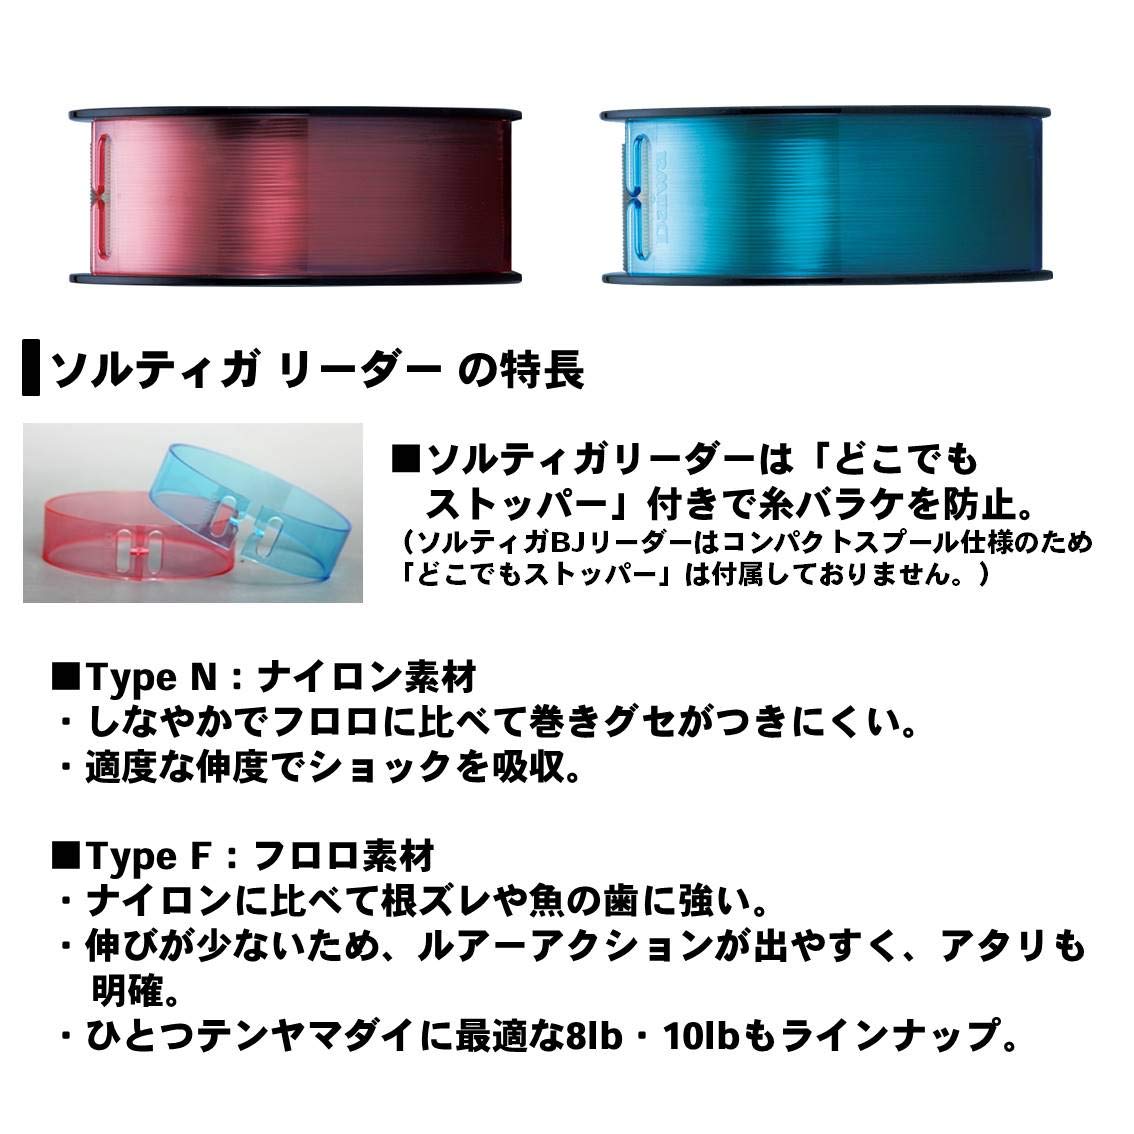 DAIWA
ソルティガ リーダー の特長
■ソルティガリーダーは「どこでも
ストッパー」付きで糸バラケを防止。
（ソルティガBJリーダーはコンパクトスプール仕様のため
「どこでもストッパー」は付属しておりません。）
■Type N：ナイロン素材
・しなやかでフロロに比べて巻きグセがつきにくい。
・適度な伸度でショックを吸収。
■Type F：フロロ素材
・ナイロンに比べて根ズレや魚の歯に強い。
・伸びが少ないため、ルアーアクションが出やすく、アタリも
明確。
・ひとつテンヤマダイに最適な8lb・10lbもラインナップ。